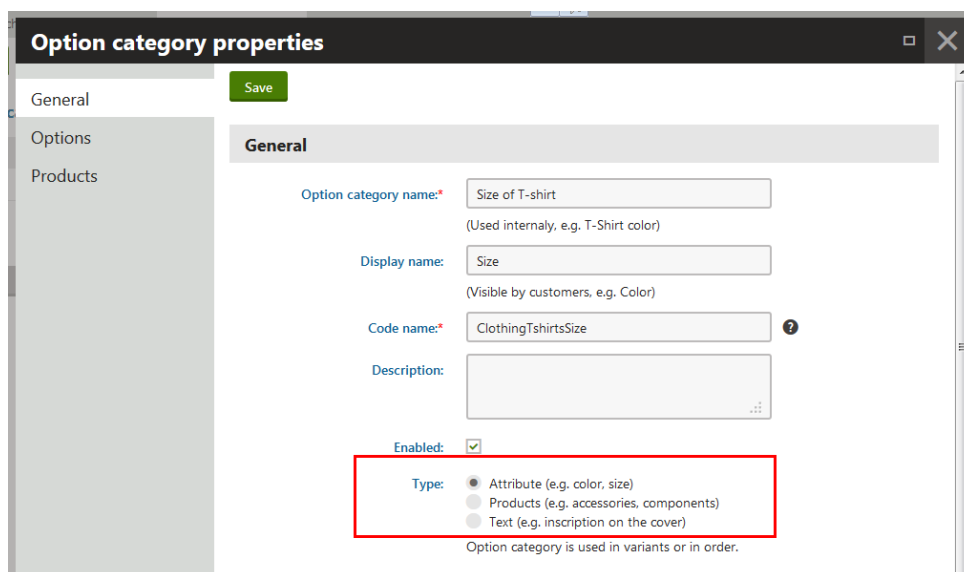 Option category properties
General
Options
Products
Save
General
Option category name:* Size of T-shirt
(Used internaly, e.g. T-Shirt color)
Display name: Size
(Visible by customers, e.g. Color)
Code name:* ClothingTshirtsSize ?
Description:
Enabled:
Type: Attribute (e.g. color, size)
Products (e.g. accessories, components)
Text (e.g. inscription on the cover)
Option category is used in variants or in order.